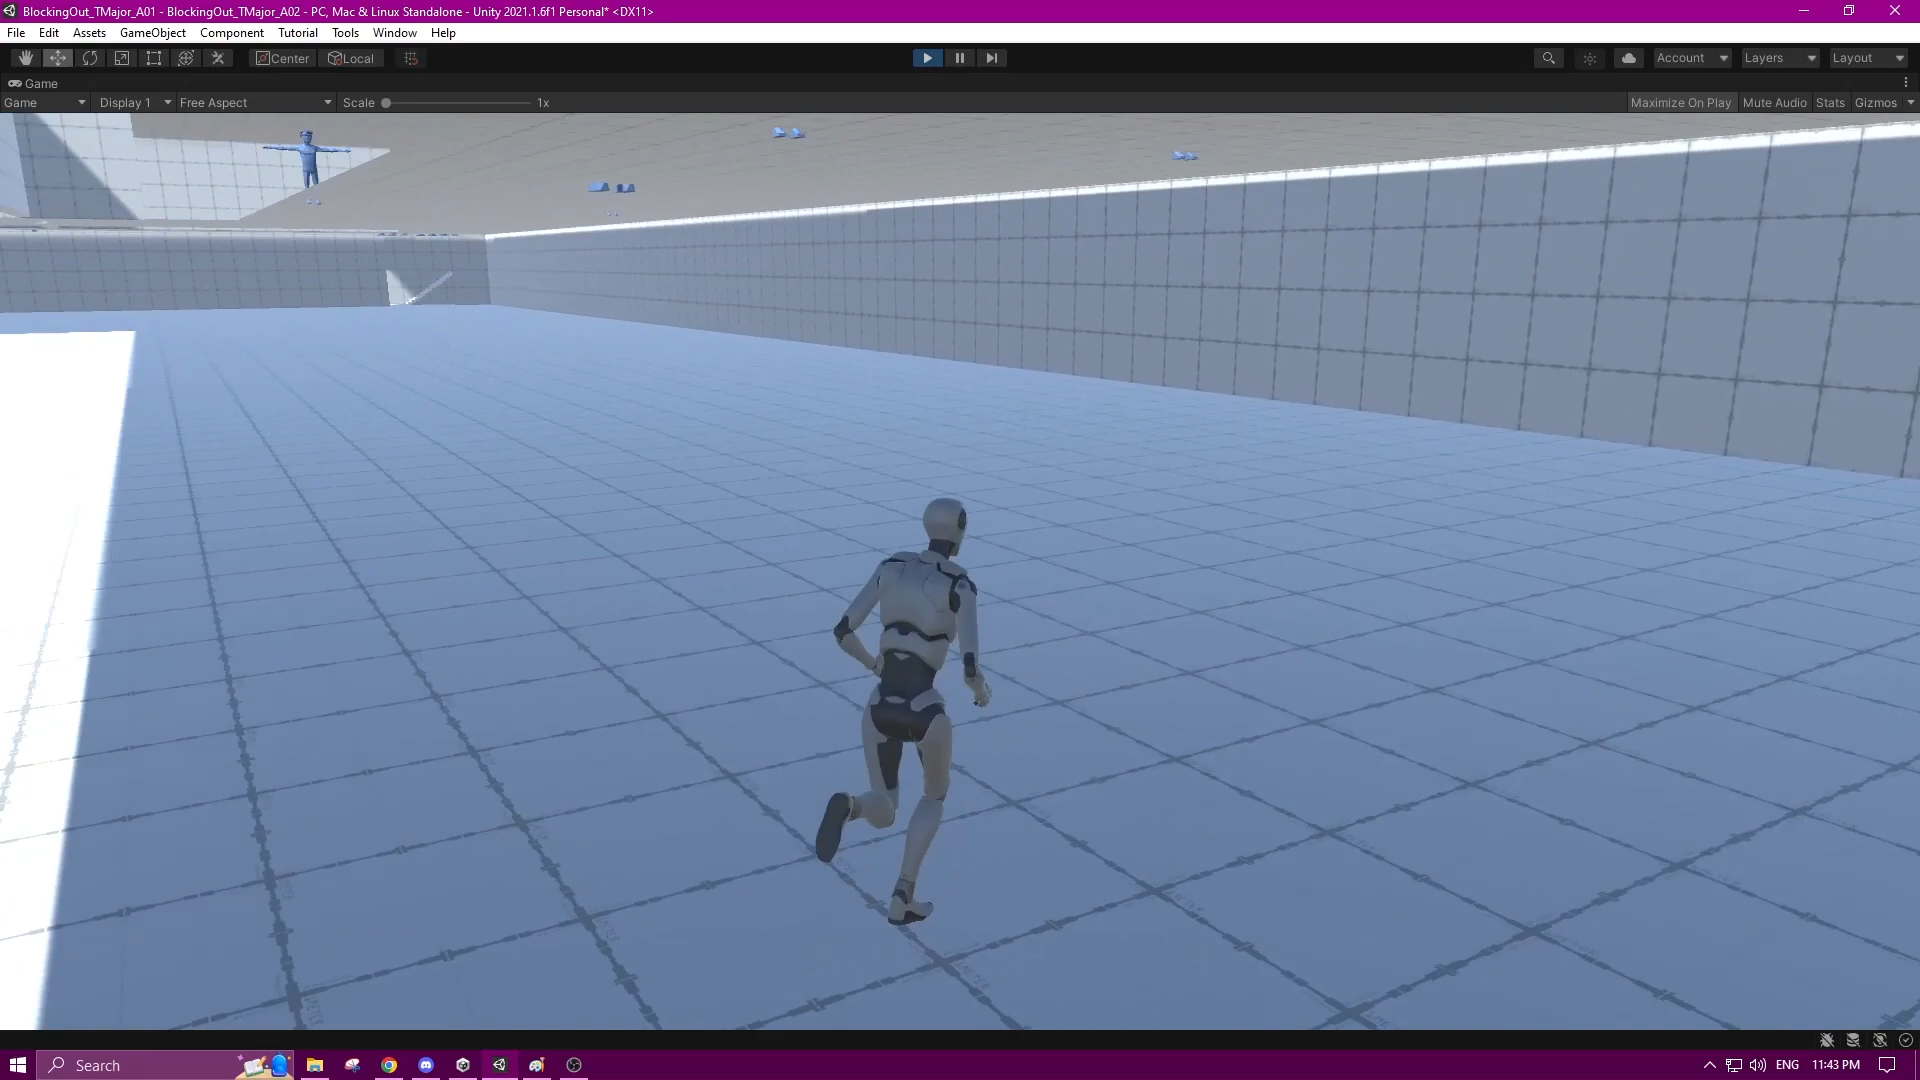 BlockingOut_TMajor_A01 - BlockingOut_TMajor_A02 - PC, Mac & Linux Standalone - Unity 2021.1.6f1 Personal* <DX11>
File Edit Assets GameObject Component Tutorial Tools Window Help
Center Local Account Layers Layout
Game
Game Display 1 Free Aspect Scale 1x Maximize On Play Mute Audio Stats Gizmos
Search ENG 11:43 PM